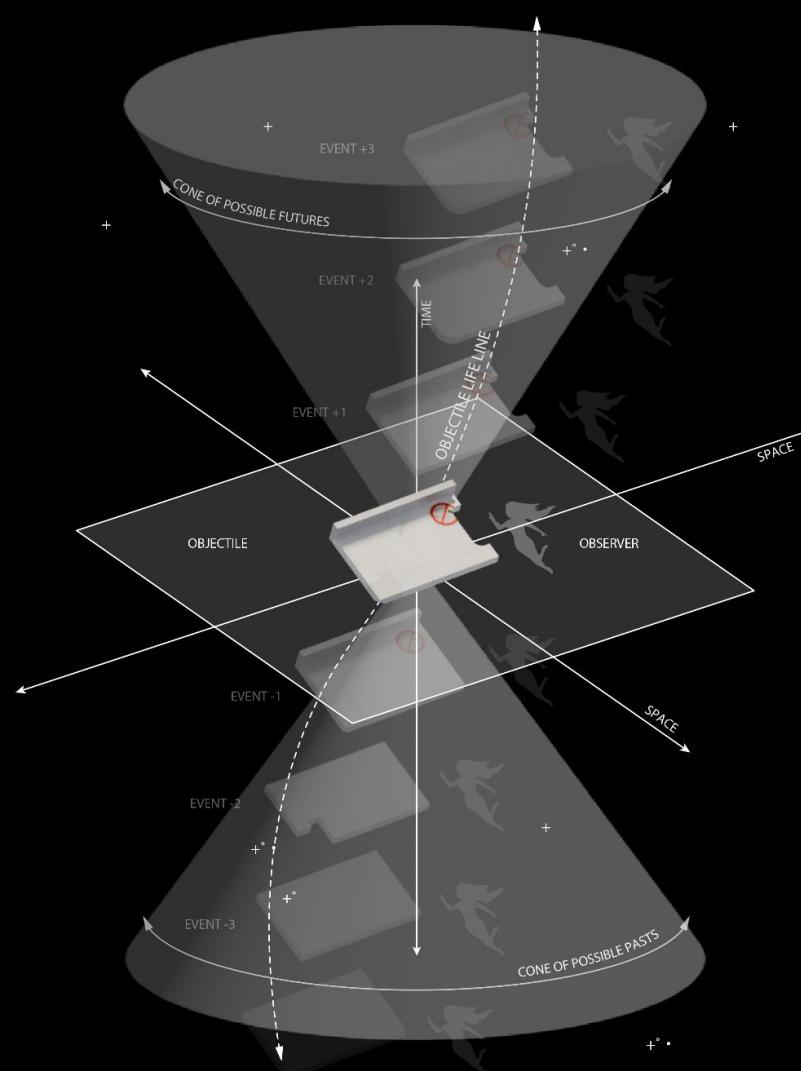 EVENT +3
CONE OF POSSIBLE FUTURES
EVENT +2
TIME
OBJECTILE LIFE LINE
EVENT +1
SPACE
OBJECTILE
OBSERVER
EVENT -1
SPACE
EVENT -2
EVENT -3
CONE OF POSSIBLE PASTS